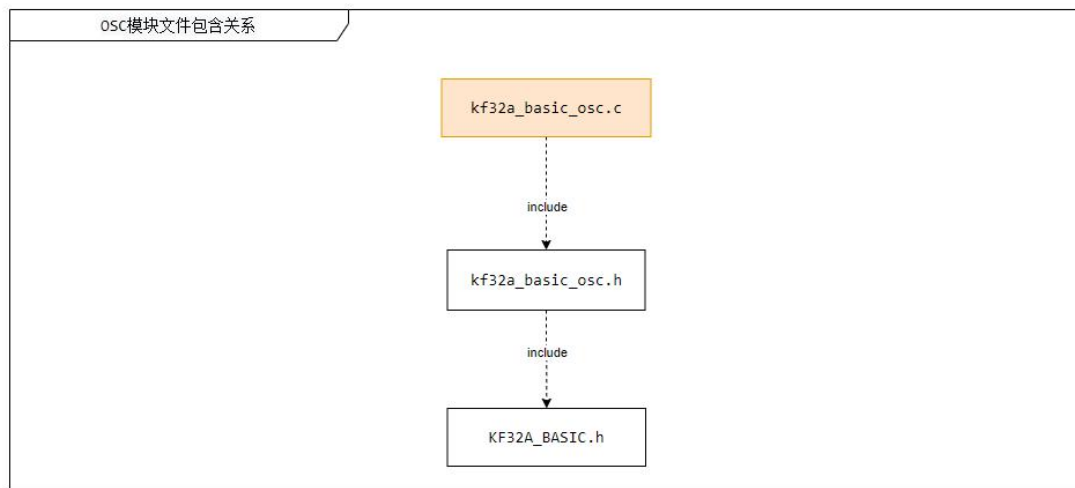 OSC模块文件包含关系
kf32a_basic_osc.c
include
kf32a_basic_osc.h
include
KF32A_BASIC.h